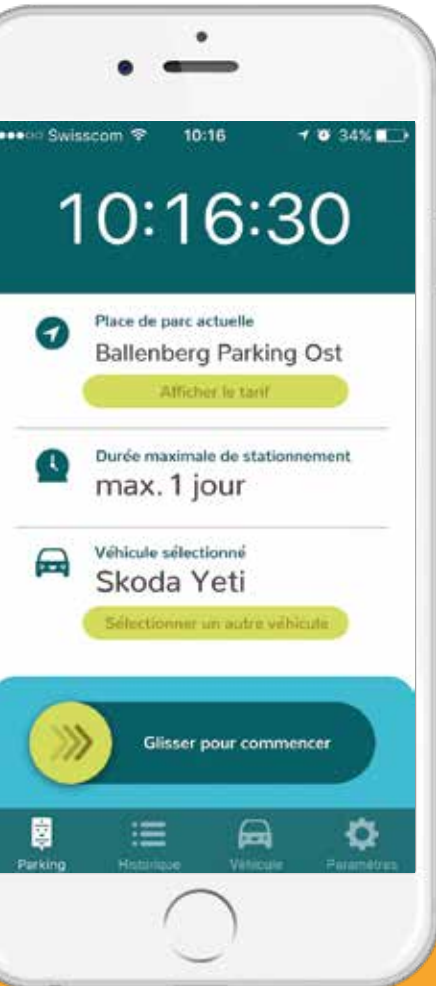 Swisscom 10:16 34%
10:16:30
Place de parc actuelle
Ballenberg Parking Ost
Afficher le tarif
Durée maximale de stationnement
max. 1 jour
Véhicule sélectionné
Skoda Yeti
Sélectionner un autre véhicule
Glisser pour commencer
Parking Historique Véhicule Paramètres